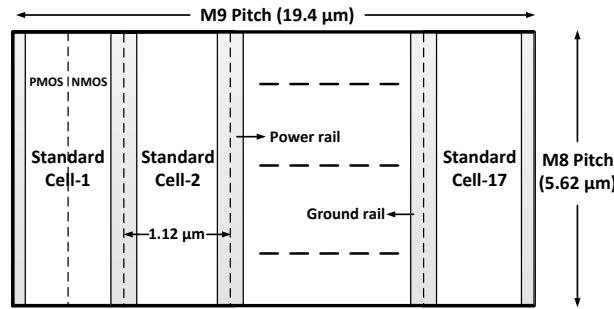 M9 Pitch (19.4 µm)
PMOS NMOS
Standard
Cell-1
Standard
Cell-2
Power rail
Standard
Cell-17
M8 Pitch
(5.62 µm)
Ground rail
1.12 µm